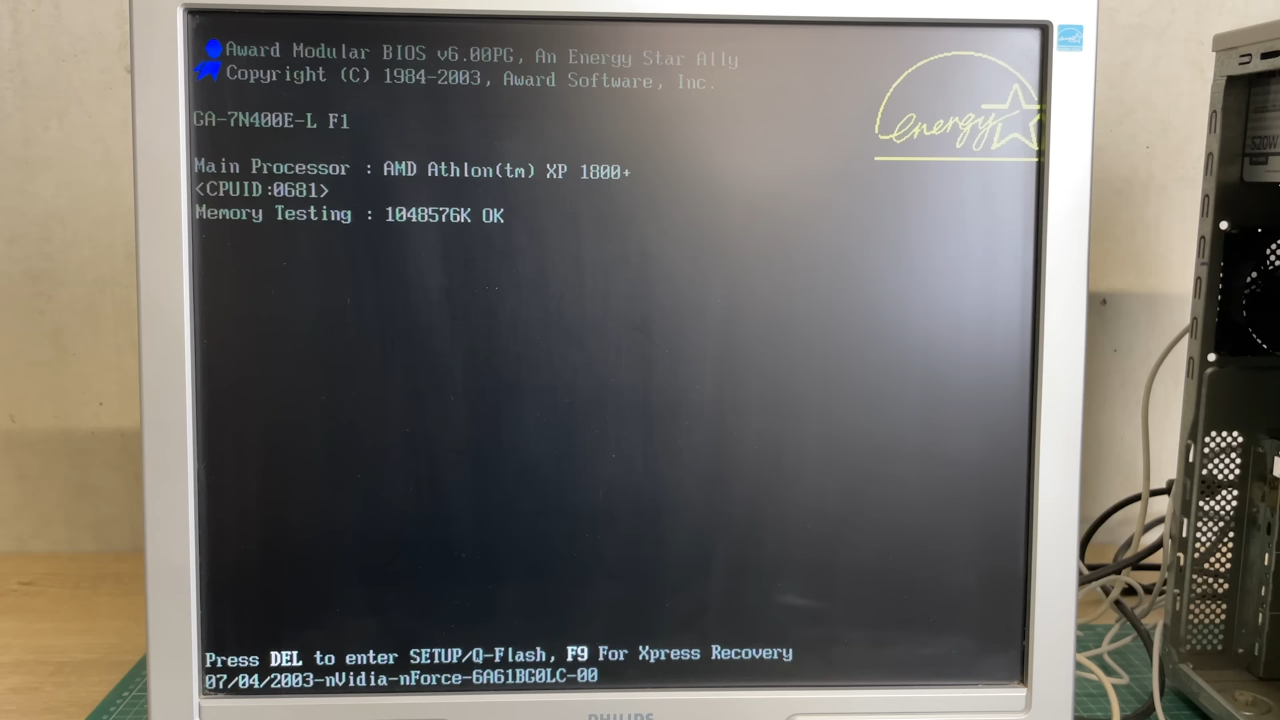 Award Modular BIOS v6.00PG, An Energy Star Ally
Copyright (C) 1984-2003, Award Software, Inc.
energy
GA-7N400E-L F1
Main Processor : AMD Athlon(tm) XP 1800+
<CPUID:0681>
Memory Testing : 1048576K OK
Press DEL to enter SETUP/Q-Flash, F9 For Xpress Recovery
07/04/2003-nVidia-nForce-6A61BG0LC-00
PHILIPS
520W